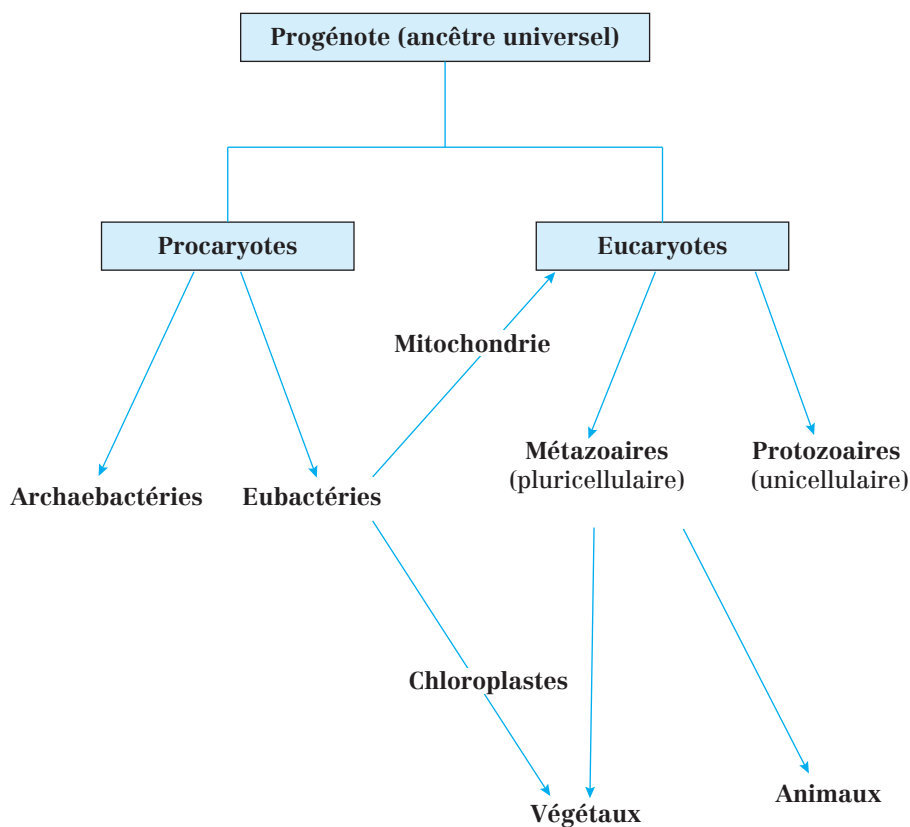 Progénote (ancêtre universel)
Procaryotes
Eucaryotes
Mitochondrie
Archaebactéries
Eubactéries
Métazoaires
(pluricellulaire)
Protozoaires
(unicellulaire)
Chloroplastes
Végétaux
Animaux